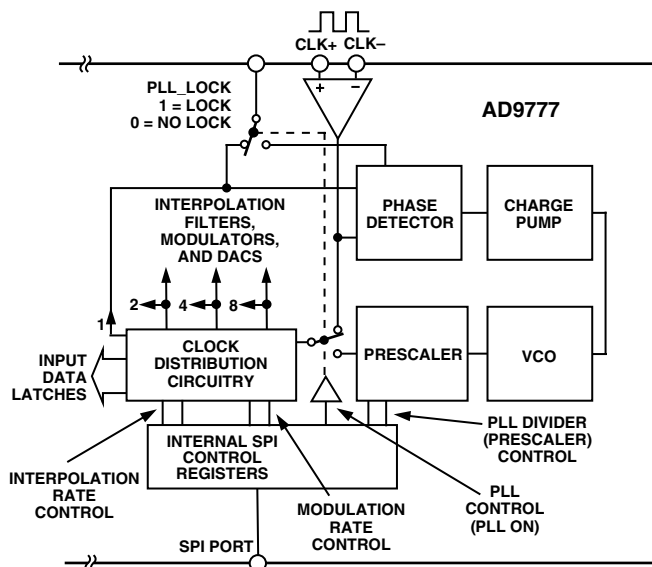 CLK+
CLK–
PLL_LOCK
1 = LOCK
0 = NO LOCK
+
–
AD9777
INTERPOLATION
FILTERS,
MODULATORS,
AND DACS
PHASE
DETECTOR
CHARGE
PUMP
2
4
8
1
CLOCK
DISTRIBUTION
CIRCUITRY
PRESCALER
VCO
INPUT
DATA
LATCHES
INTERNAL SPI
CONTROL
REGISTERS
PLL DIVIDER
(PRESCALER)
CONTROL
INTERPOLATION
RATE
CONTROL
PLL
CONTROL
(PLL ON)
MODULATION
RATE
CONTROL
SPI PORT